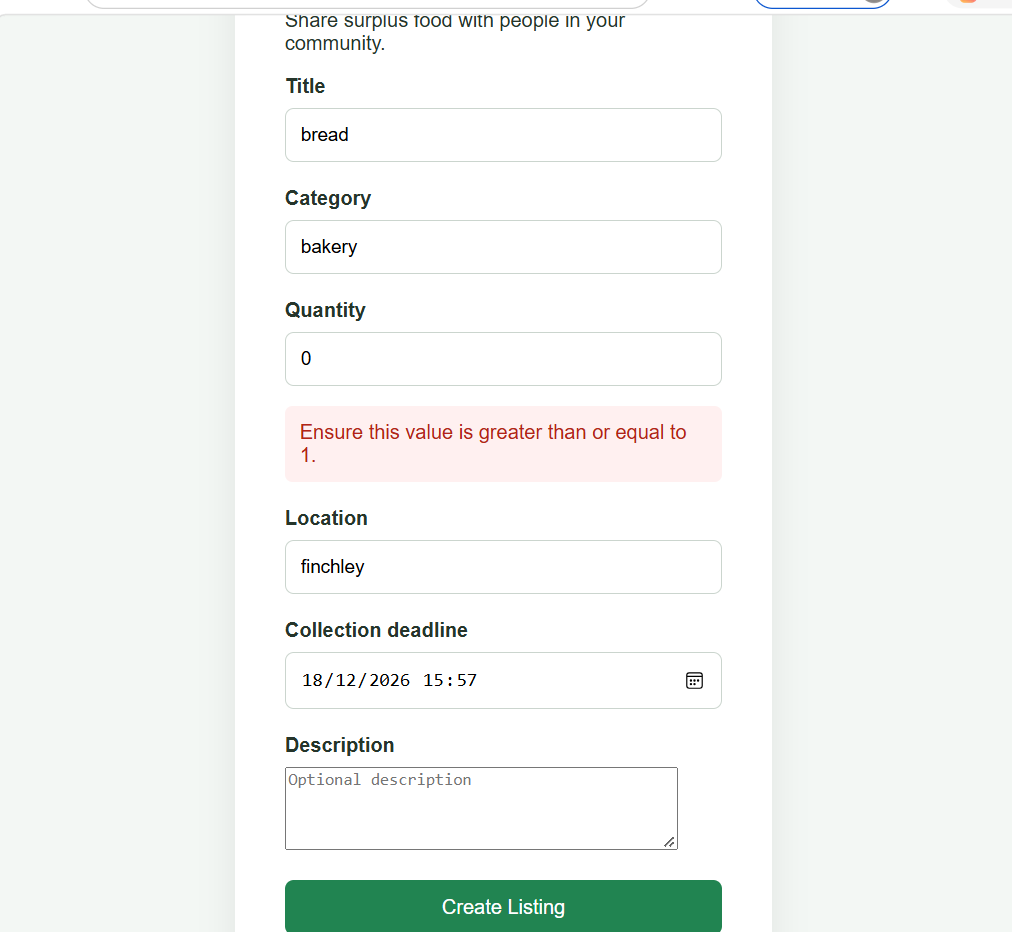 Share surplus food with people in your
community.
Title
bread
Category
bakery
Quantity
0
Ensure this value is greater than or equal to
1.
Location
finchley
Collection deadline
18/12/2026 15:57
Description
Optional description
Create Listing